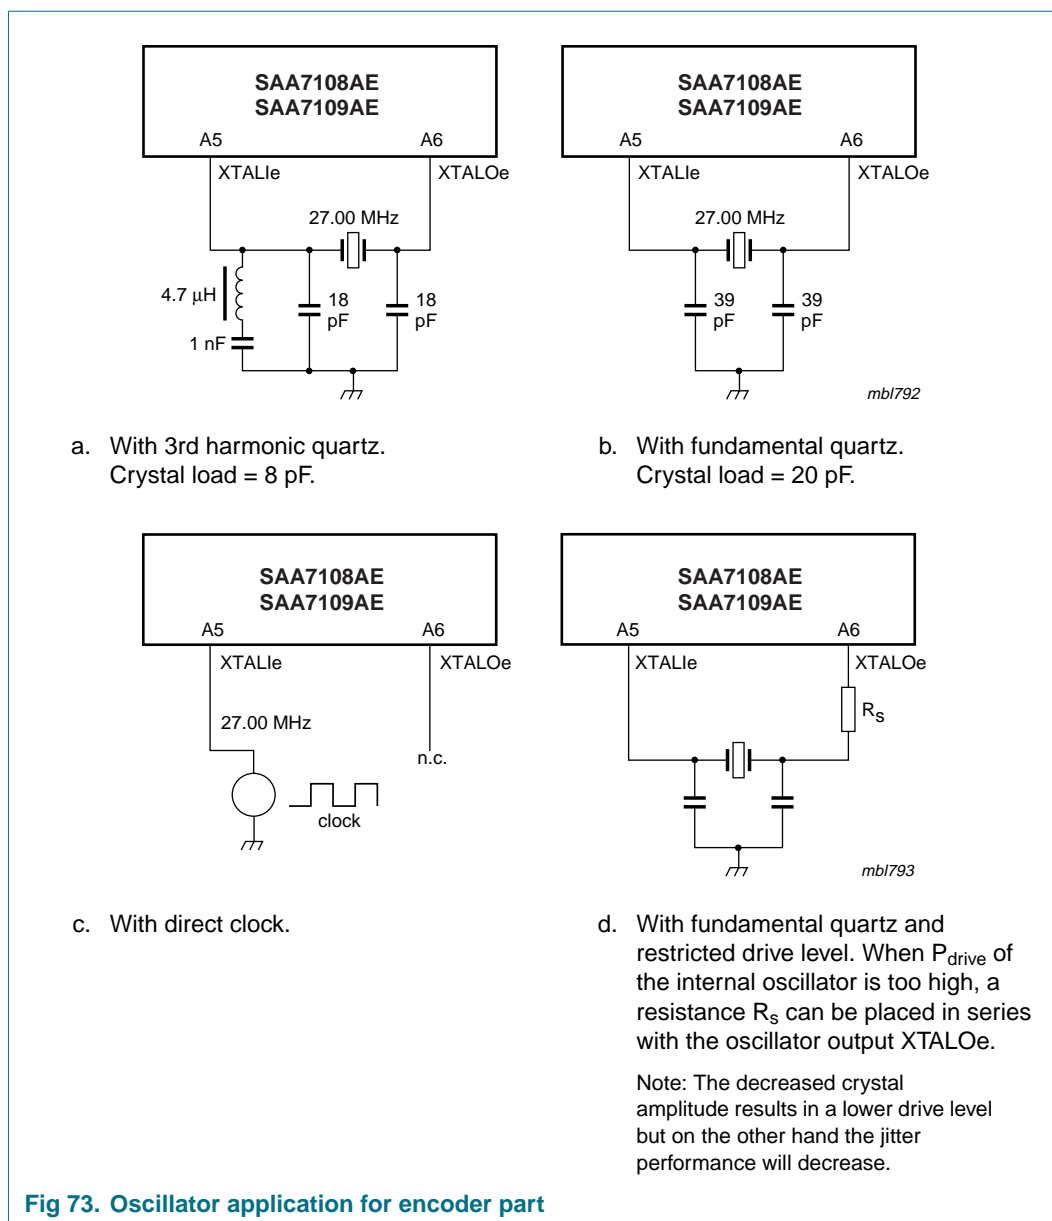 SAA7108AE
SAA7109AE
A5
A6
XTALIe
XTALOe
27.00 MHz
4.7 μH
18
pF
18
pF
1 nF
a. With 3rd harmonic quartz.
Crystal load = 8 pF.
SAA7108AE
SAA7109AE
A5
A6
XTALIe
XTALOe
27.00 MHz
39
pF
39
pF
mbl792
b. With fundamental quartz.
Crystal load = 20 pF.
SAA7108AE
SAA7109AE
A5
A6
XTALIe
XTALOe
27.00 MHz
n.c.
clock
c. With direct clock.
SAA7108AE
SAA7109AE
A5
A6
XTALIe
XTALOe
Rs
mbl793
d. With fundamental quartz and
restricted drive level. When Pdrive of
the internal oscillator is too high, a
resistance Rs can be placed in series
with the oscillator output XTALOe.
Note: The decreased crystal
amplitude results in a lower drive level
but on the other hand the jitter
performance will decrease.
Fig 73. Oscillator application for encoder part